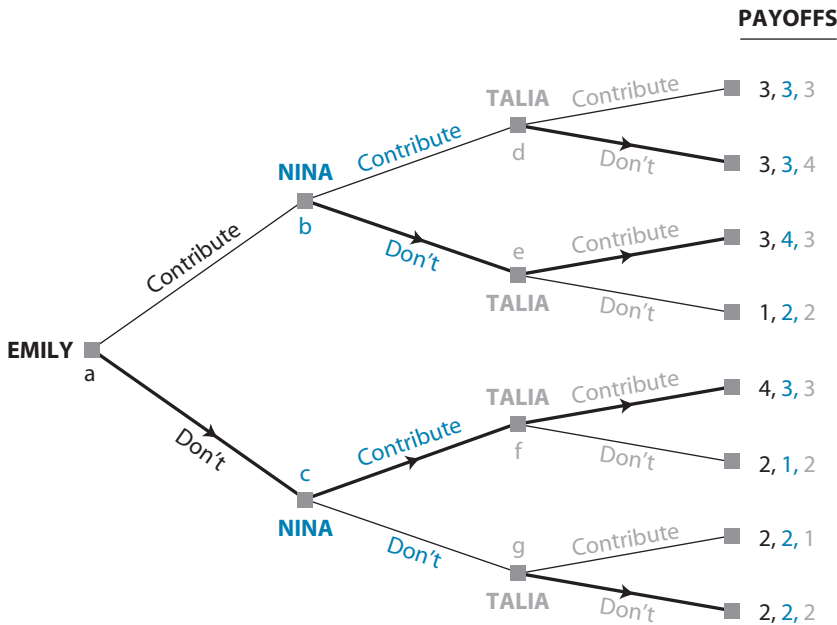 PAYOFFS
TALIA
Contribute
3, 3, 3
d
Don't
3, 3, 4
NINA
Contribute
b
Don't
e
Contribute
3, 4, 3
TALIA
Don't
1, 2, 2
Contribute
EMILY
a
Don't
TALIA
Contribute
4, 3, 3
f
Don't
2, 1, 2
c
Contribute
NINA
Don't
g
Contribute
2, 2, 1
TALIA
Don't
2, 2, 2